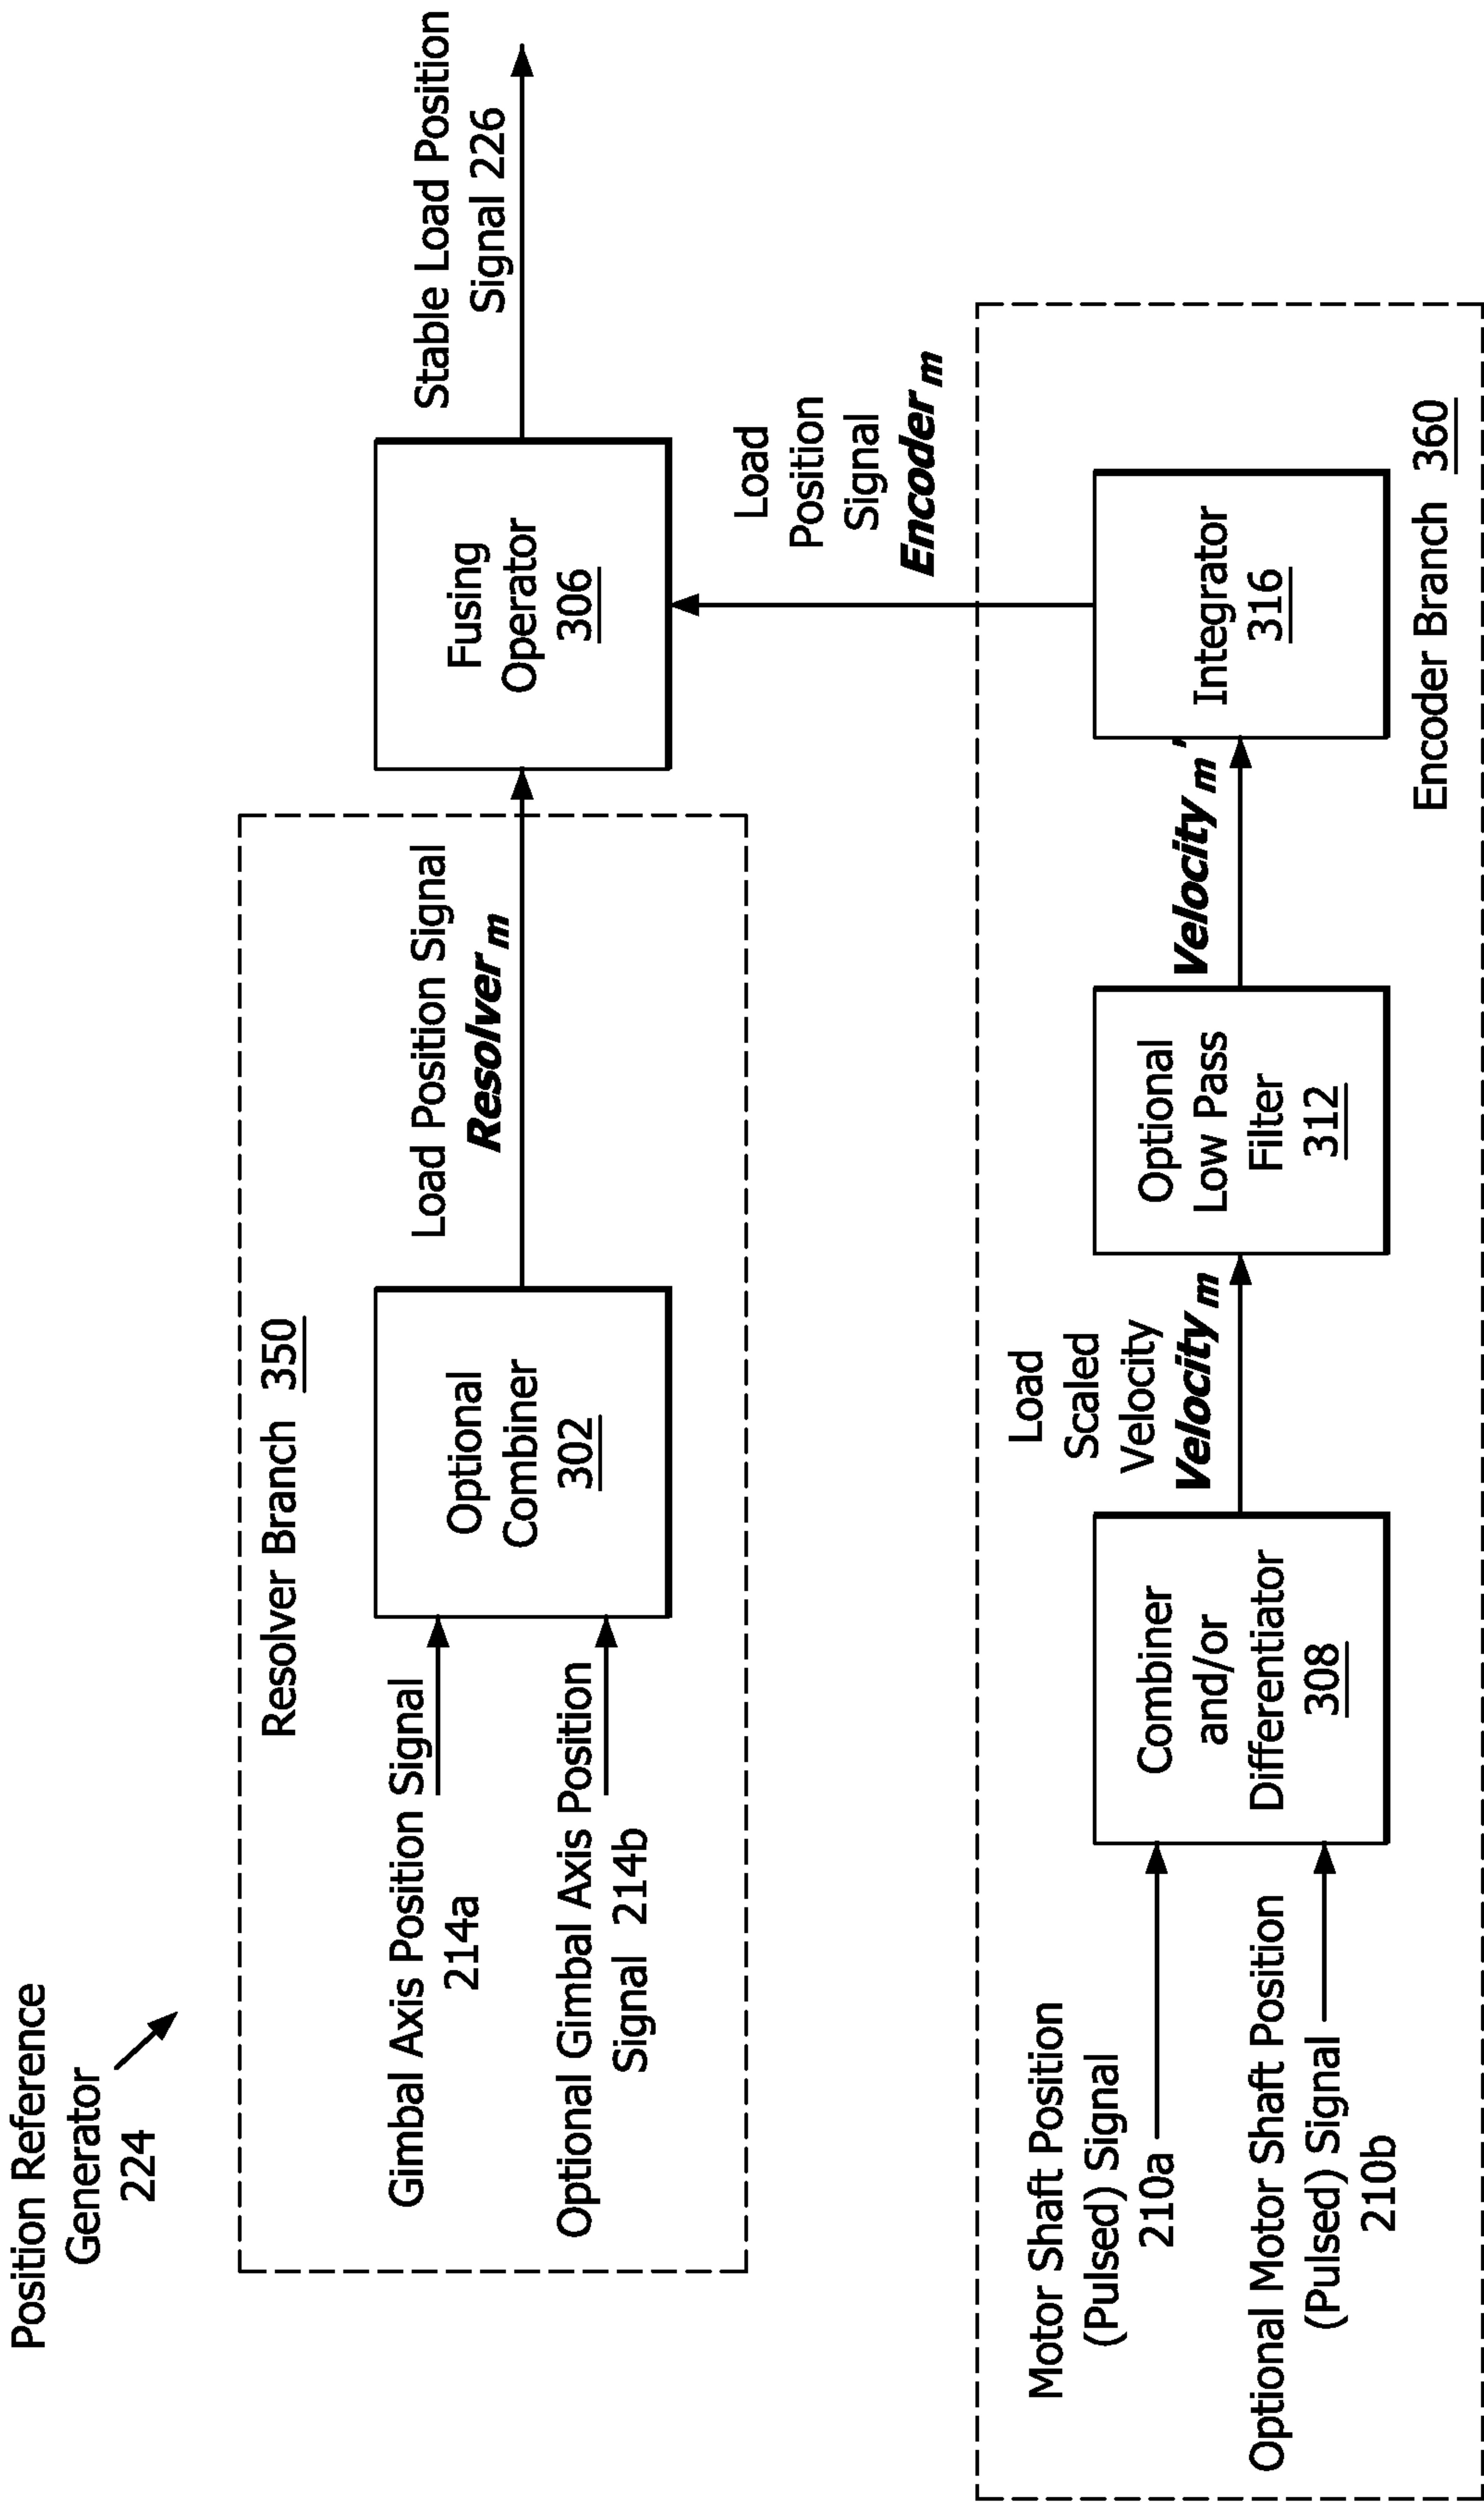 Position Reference
Generator
224
Resolver Branch 350
Gimbal Axis Position Signal
214a
Optional Gimbal Axis Position
Signal 214b
Optional
Combiner
302
Load Position Signal
Resolver m
Fusing
Operator
306
Stable Load Position
Signal 226
Load
Position
Signal
Encoder m
Motor Shaft Position
(Pulsed) Signal
210a
Optional Motor Shaft Position
(Pulsed) Signal
210b
Combiner
and/or
Differentiator
308
Load
Scaled
Velocity
Velocity m
Optional
Low Pass
Filter
312
Velocity m'
Integrator
316
Encoder Branch 360